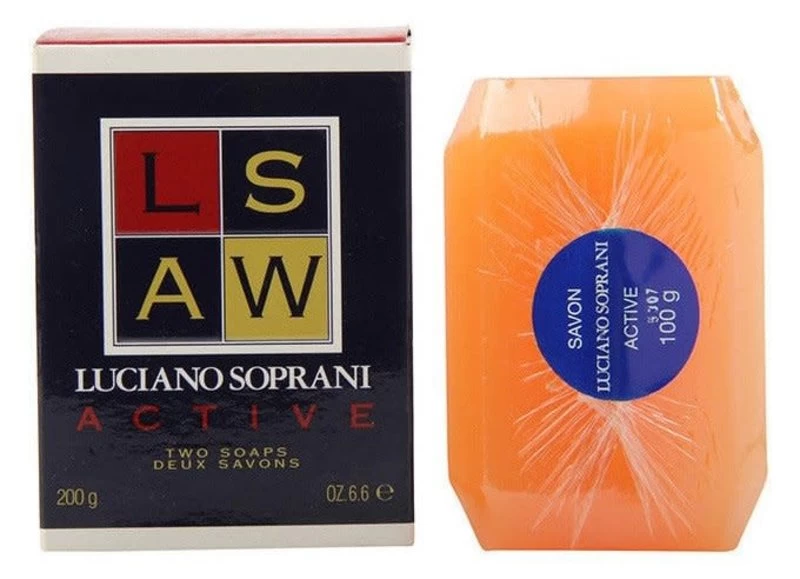 L S
A W
LUCIANO SOPRANI
ACTIVE
TWO SOAPS
DEUX SAVONS
200 g OZ.6.6 ℮
SAVON
LUCIANO SOPRANI
ACTIVE
100 g